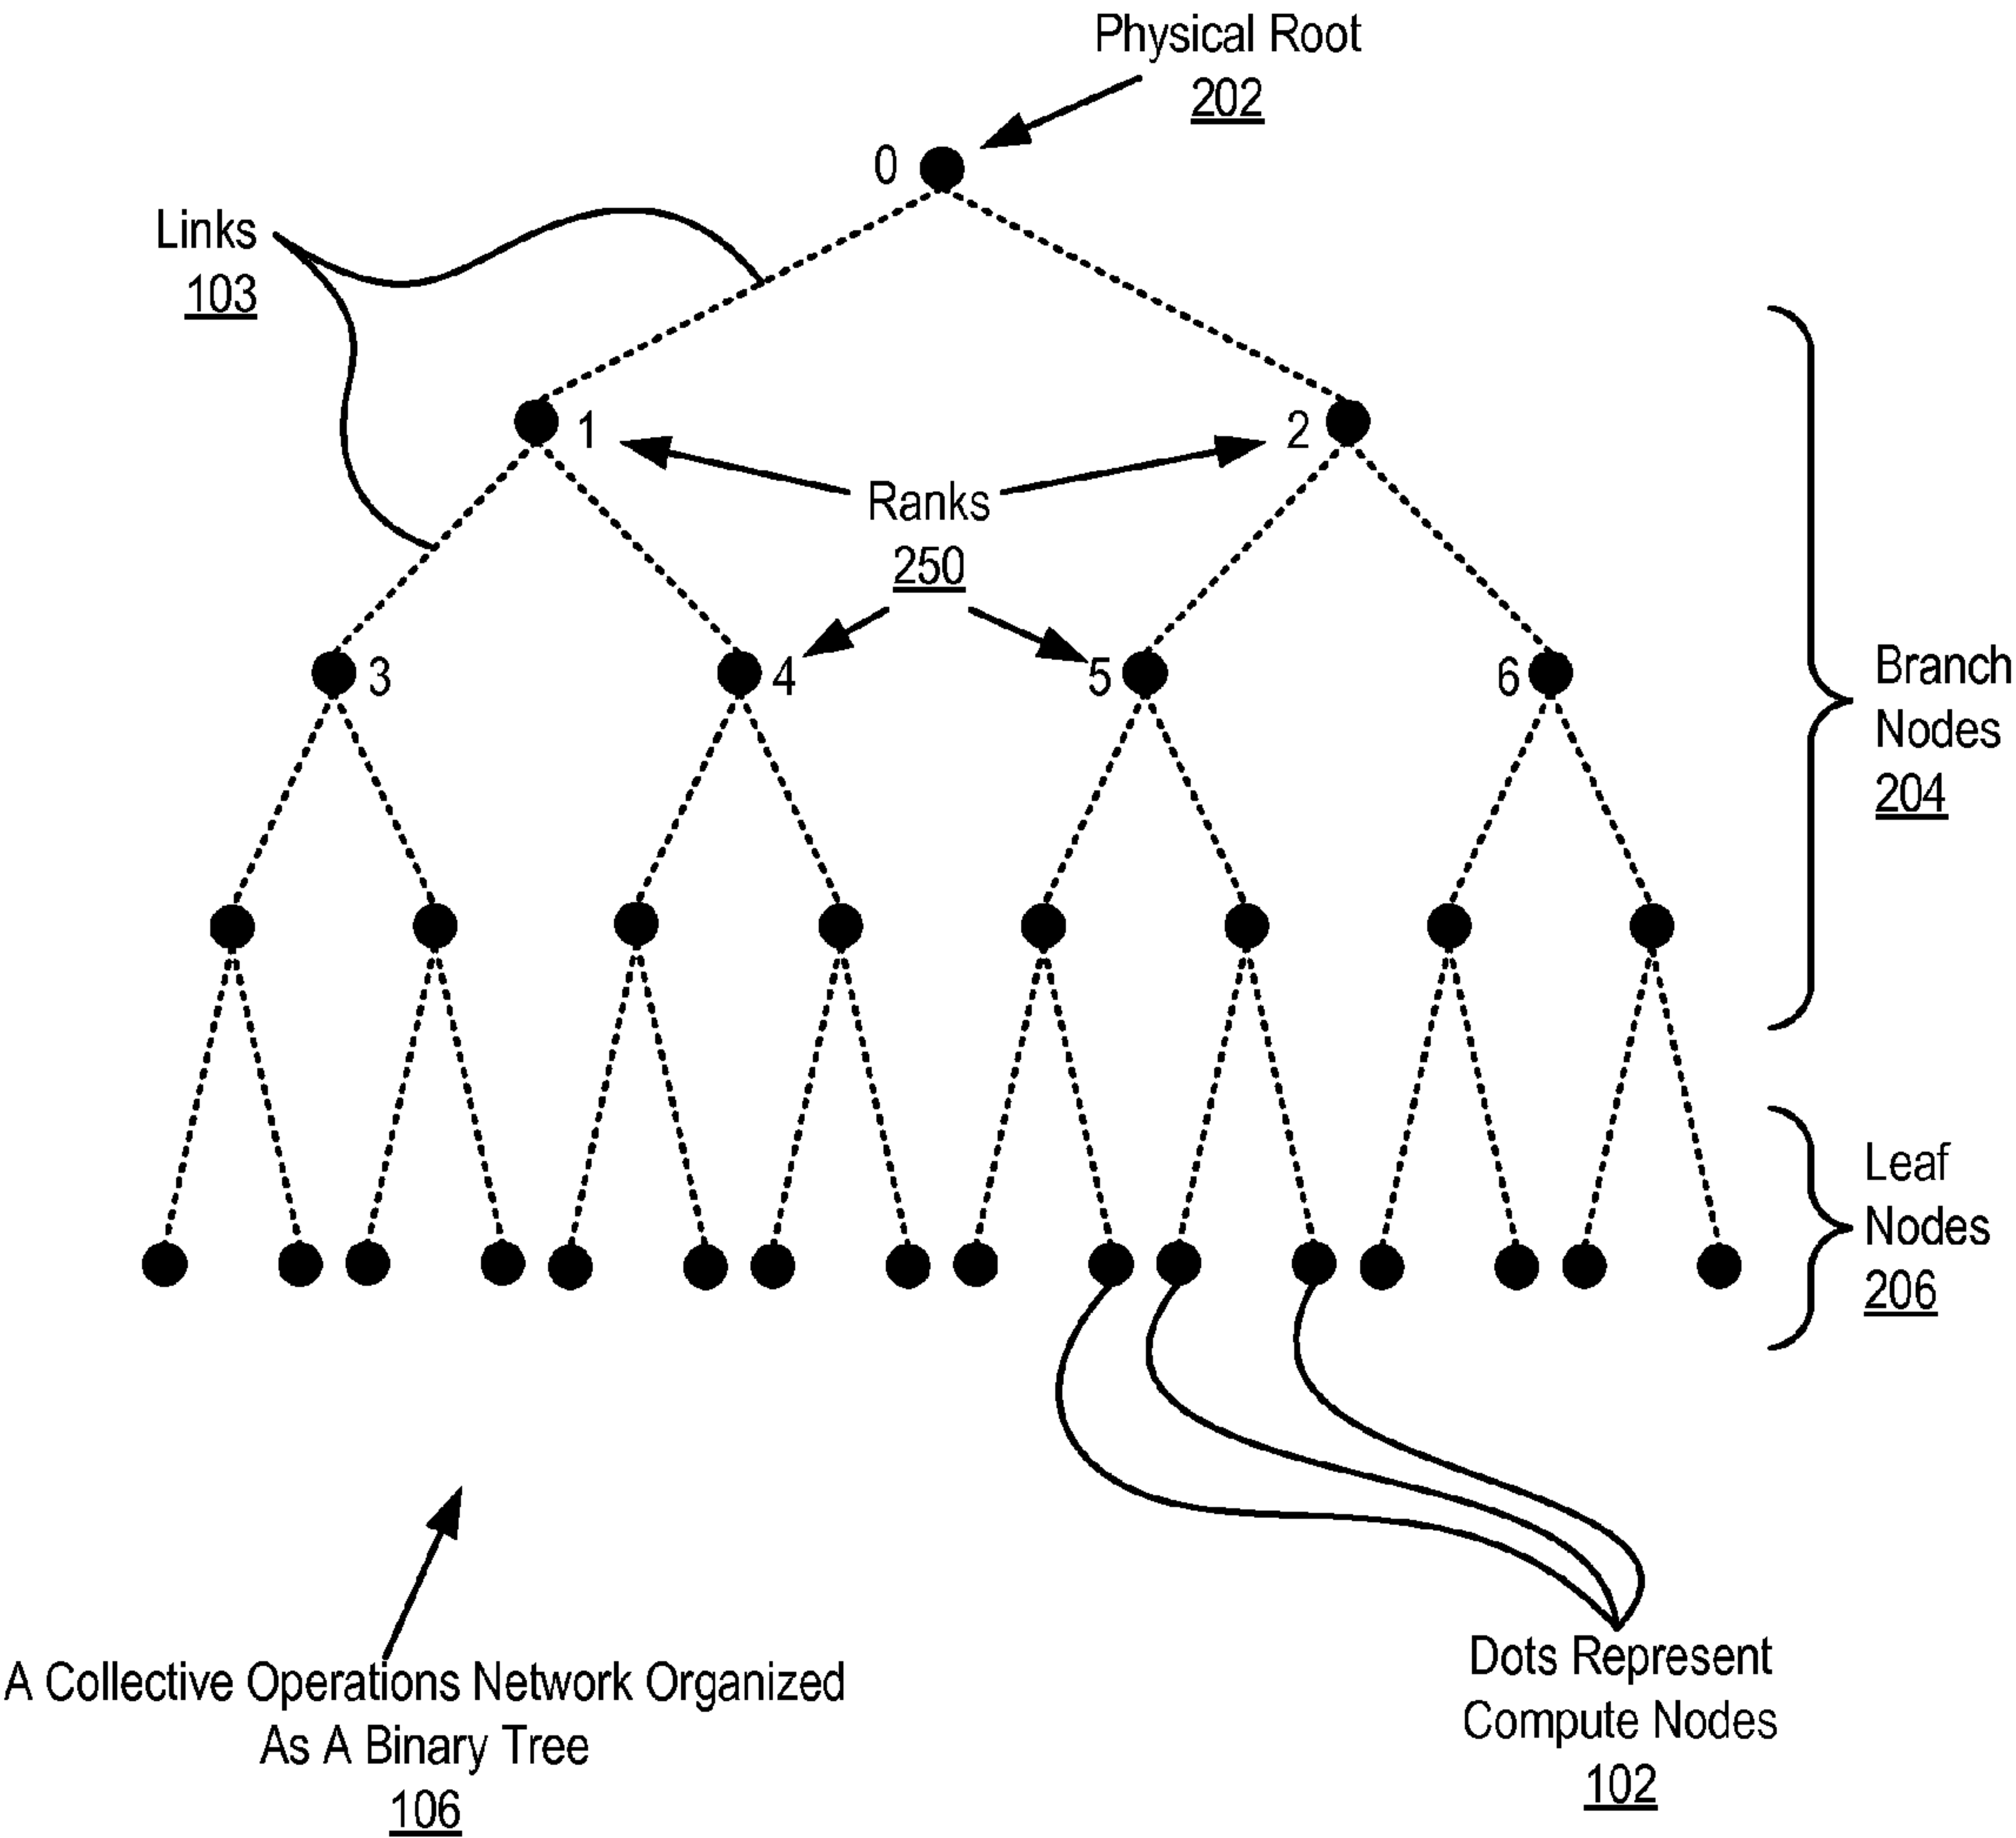 Physical Root
202
0
Links
103
1
2
Ranks
250
3
4
5
6
Branch
Nodes
204
Leaf
Nodes
206
A Collective Operations Network Organized
As A Binary Tree
106
Dots Represent
Compute Nodes
102